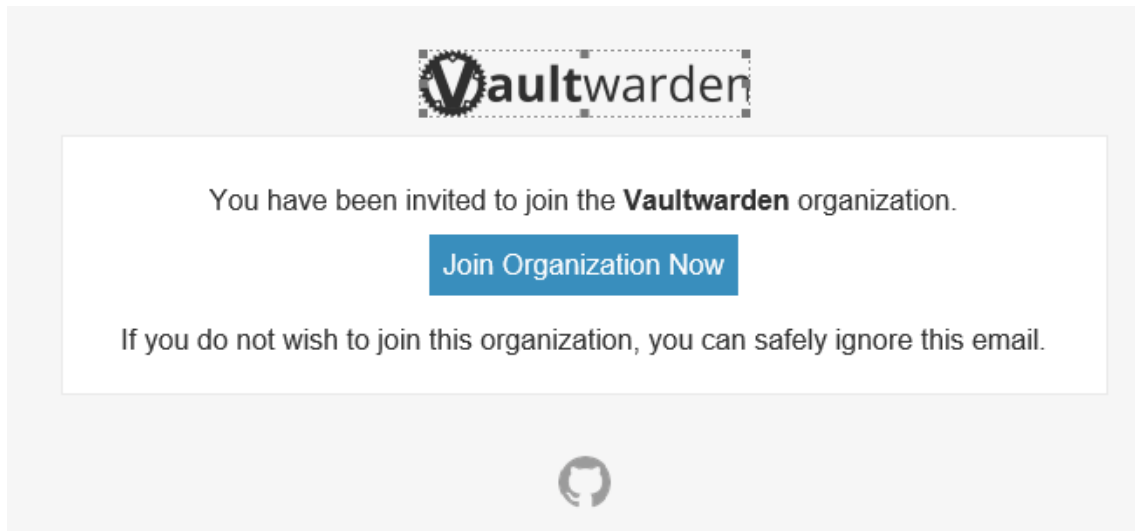 Vaultwarden
You have been invited to join the Vaultwarden organization.
Join Organization Now
If you do not wish to join this organization, you can safely ignore this email.